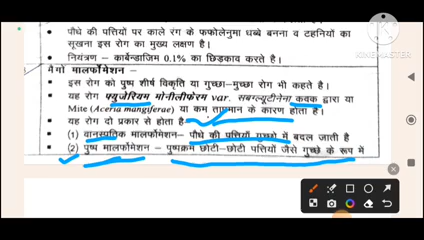 • पौधे की पत्तियों पर काले रंग के फफोलेनुमा धब्बे बनना व टहनियों का
सूखना इस रोग का मुख्य लक्षण है।
• नियंत्रण – कार्बेन्डाजिम 0.1% का छिड़काव करते है।
मैंगो मालफॉर्मेशन–
इस रोग को पुष्प शीर्ष विकृति या गुच्छा–मुच्छा रोग भी कहते है।
यह रोग फ्यूजेरियम मोनीलीफेरम var. सबग्लूटीनेना कवक द्वारा या
Mite (Aceria mangiferae) या कम तापमान के कारण होता है।
यह रोग दो प्रकार से होता है
(1) वानस्पतिक मालफॉर्मेशन– पौधे की पत्तियाँ गुच्छो में बदल जाती है
(2) पुष्प मालफॉर्मेशन – पुष्पक्रम छोटी–छोटी पत्तियों जैसे गुच्छे के रूप में